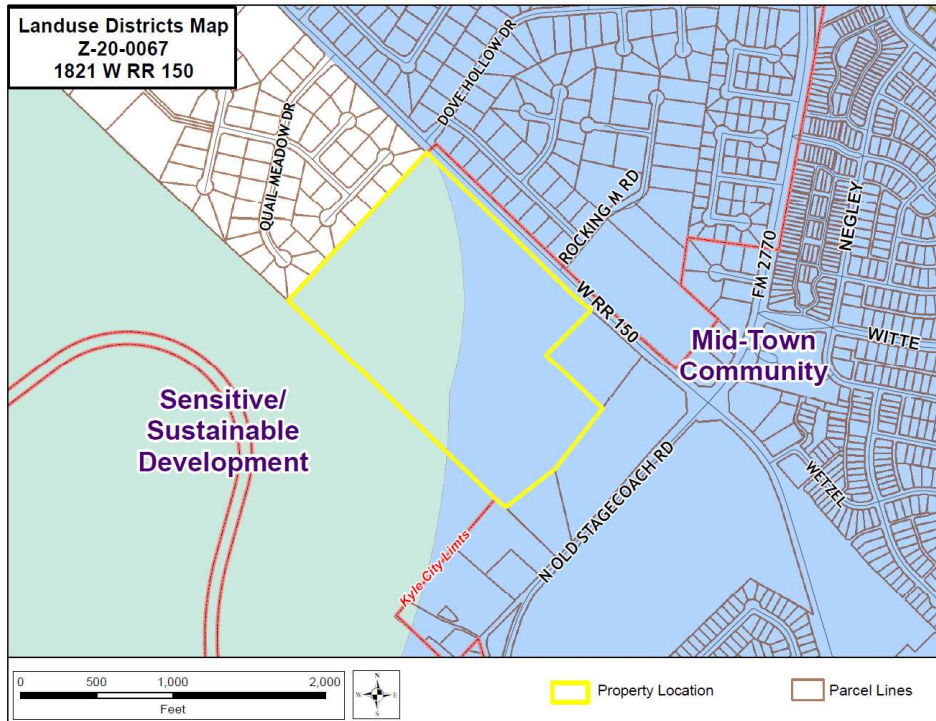 Landuse Districts Map
Z-20-0067
1821 W RR 150
DOVE HOLLOW DR
QUAIL MEADOW DR
ROCKING M RD
NEGLEY
FM 2770
W RR 150
WITTE
Mid-Town
Community
Sensitive/
Sustainable
Development
WETZEL
N OLD STAGECOACH RD
Kyle City Limts
0 500 1,000 2,000
Feet
N
W E
S
Property Location
Parcel Lines